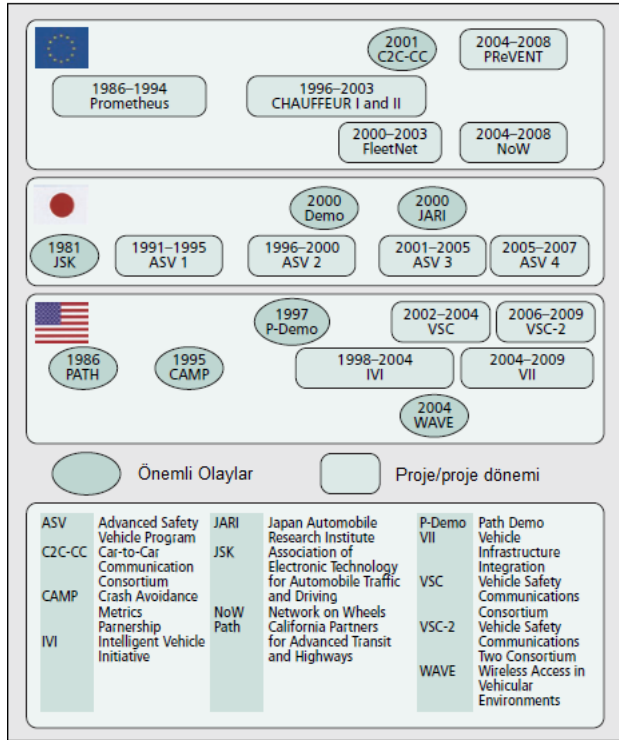 2001
C2C-CC
2004–2008
PReVENT
1986–1994
Prometheus
1996–2003
CHAUFFEUR I and II
2000–2003
FleetNet
2004–2008
NoW
2000
Demo
2000
JARI
1981
JSK
1991–1995
ASV 1
1996–2000
ASV 2
2001–2005
ASV 3
2005–2007
ASV 4
1997
P-Demo
2002–2004
VSC
2006–2009
VSC-2
1986
PATH
1995
CAMP
1998–2004
IVI
2004–2009
VII
2004
WAVE
Önemli Olaylar
Proje/proje dönemi
ASV Advanced Safety
Vehicle Program
C2C-CC Car-to-Car
Communication
Consortium
CAMP Crash Avoidance
Metrics
Parnership
IVI Intelligent Vehicle
Initiative
JARI Japan Automobile
Research Institute
JSK Association of
Electronic Technology
for Automobile Traffic
and Driving
NoW Network on Wheels
Path California Partners
for Advanced Transit
and Highways
P-Demo Path Demo
VII Vehicle
Infrastructure
Integration
VSC Vehicle Safety
Communications
Consortium
VSC-2 Vehicle Safety
Communications
Two Consortium
WAVE Wireless Access in
Vehicular
Environments